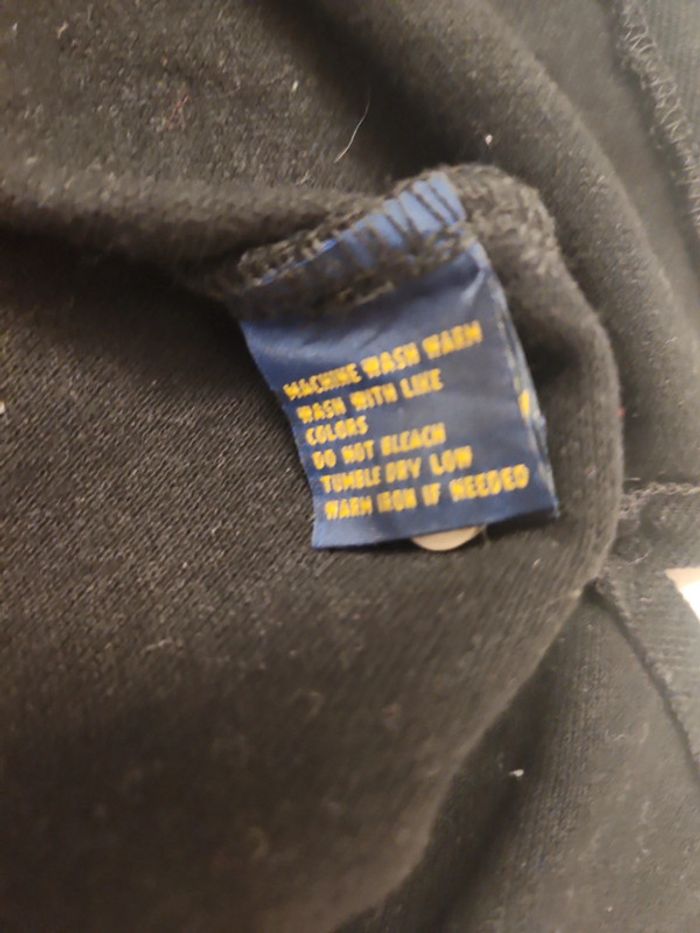 MACHINE WASH WARM
WASH WITH LIKE
COLORS
DO NOT BLEACH
TUMBLE DRY LOW
WARM IRON IF NEEDED